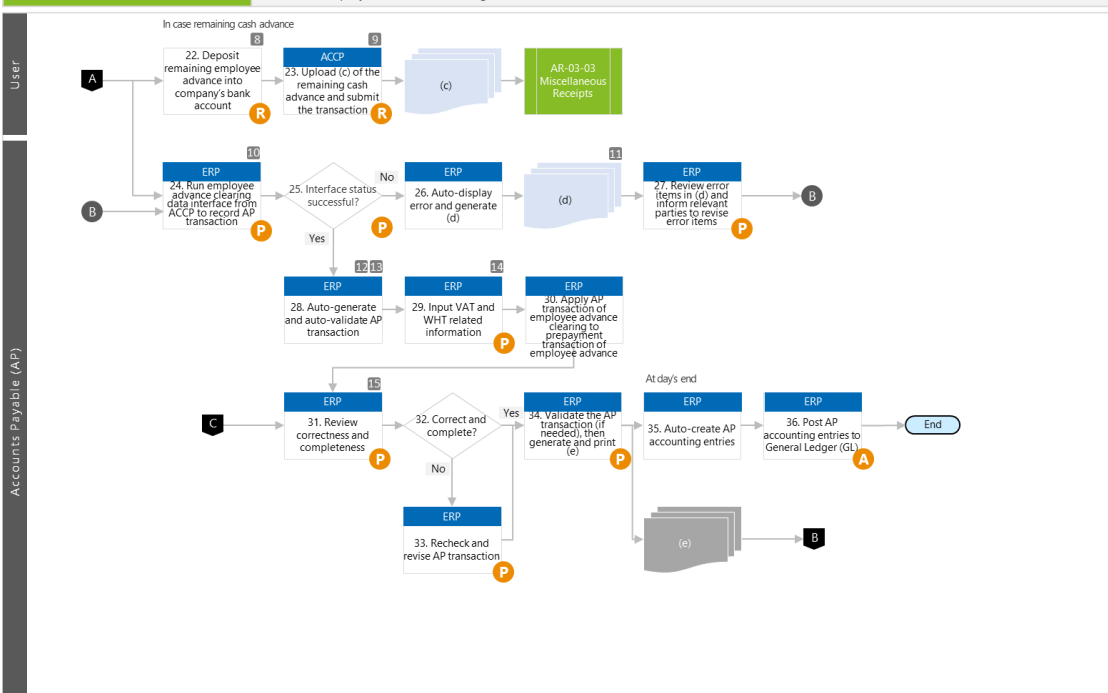 In case remaining cash advance
User
A
8
22. Deposit
remaining employee
advance into
company's bank
account
R
9
ACCP
23. Upload (c) of the
remaining cash
advance and submit
the transaction
R
(c)
AR-03-03
Miscellaneous
Receipts
Accounts Payable (AP)
B
10
ERP
24. Run employee
advance clearing
data interface from
ACCP to record AP
transaction
P
25. Interface status
successful?
P
No
Yes
ERP
26. Auto-display
error and generate
(d)
11
(d)
ERP
27. Review error
items in (d) and
inform relevant
parties to revise
error items
P
B
12 13
ERP
28. Auto-generate
and auto-validate AP
transaction
14
ERP
29. Input VAT and
WHT related
information
P
ERP
30. Apply AP
transaction of
employee advance
clearing to
prepayment
transaction of
employee advance
C
15
ERP
31. Review
correctness and
completeness
P
32. Correct and
complete?
Yes
No
ERP
33. Recheck and
revise AP transaction
P
ERP
34. Validate the AP
transaction (if
needed), then
generate and print
(e)
P
At day's end
ERP
35. Auto-create AP
accounting entries
ERP
36. Post AP
accounting entries to
General Ledger (GL)
A
End
(e)
B